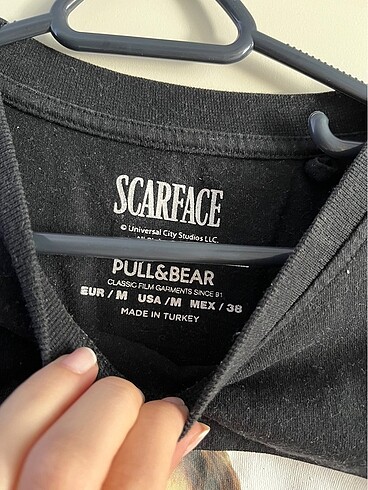 SCARFACE
© Universal City Studios LLC.
PULL&BEAR
CLASSIC FILM GARMENTS SINCE 91
EUR / M USA / M MEX / 38
MADE IN TURKEY